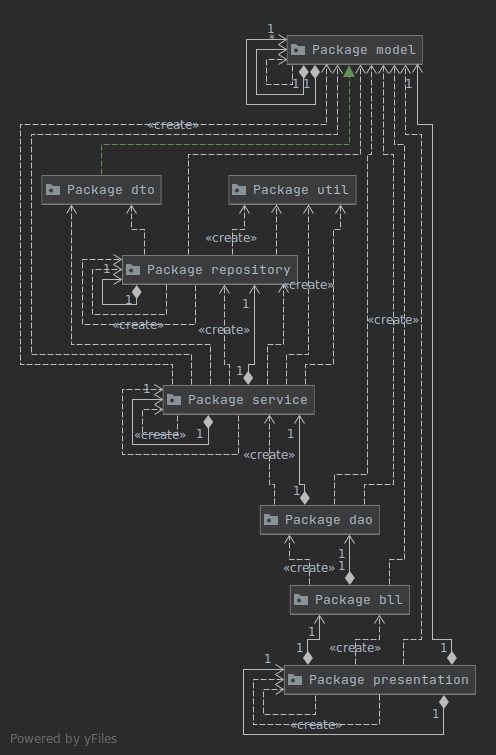 1
*
Package model
1 1
1
«create»
Package dto
Package util
«create»
Package repository
1
«create»
1
1
«create»
«create»
«create»
1
Package service
1
«create»
1
1
«create»
1
Package dao
1
«create»
1
Package bll
1
1
«create»
1
1
Package presentation
1
«create»
Powered by yFiles